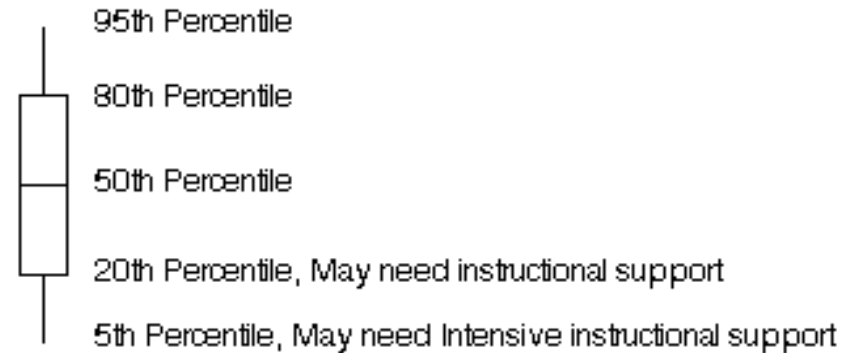 95th Percentile
80th Percentile
50th Percentile
20th Percentile, May need instructional support
5th Percentile, May need Intensive instructional support